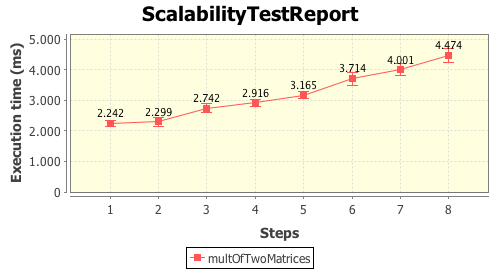 ScalabilityTestReport
Execution time (ms)
5.000
4.000
3.000
2.000
1.000
0
2.242
2.299
2.742
2.916
3.165
3.714
4.001
4.474
1 2 3 4 5 6 7 8
Steps
multOfTwoMatrices